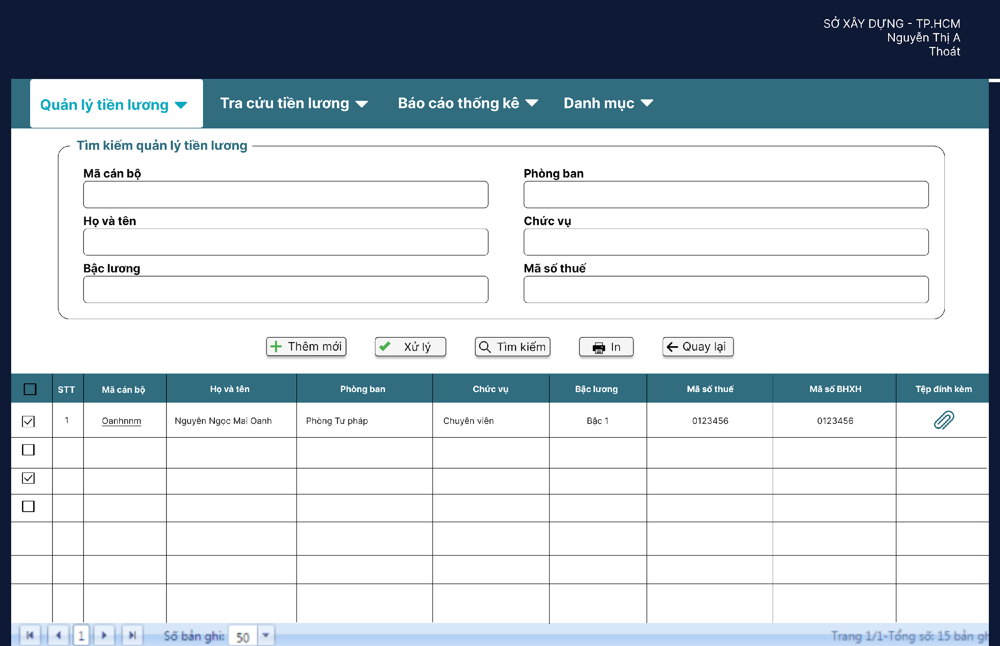 SỞ XÂY DỰNG - TP.HCM
Nguyễn Thị A
Thoát
Quản lý tiền lương Tra cứu tiền lương Báo cáo thống kê Danh mục
Tìm kiếm quản lý tiền lương
Mã cán bộ Phòng ban
Họ và tên Chức vụ
Bậc lương Mã số thuế
Thêm mới Xử lý Tìm kiếm In Quay lại
STT Mã cán bộ Họ và tên Phòng ban Chức vụ Bậc lương Mã số thuế Mã số BHXH Tệp đính kèm
1 Oanhnnm Nguyễn Ngọc Mai Oanh Phòng Tư pháp Chuyên viên Bậc 1 0123456 0123456
1 Số bản ghi: 50 Trang 1/1-Tổng số: 15 bản gh